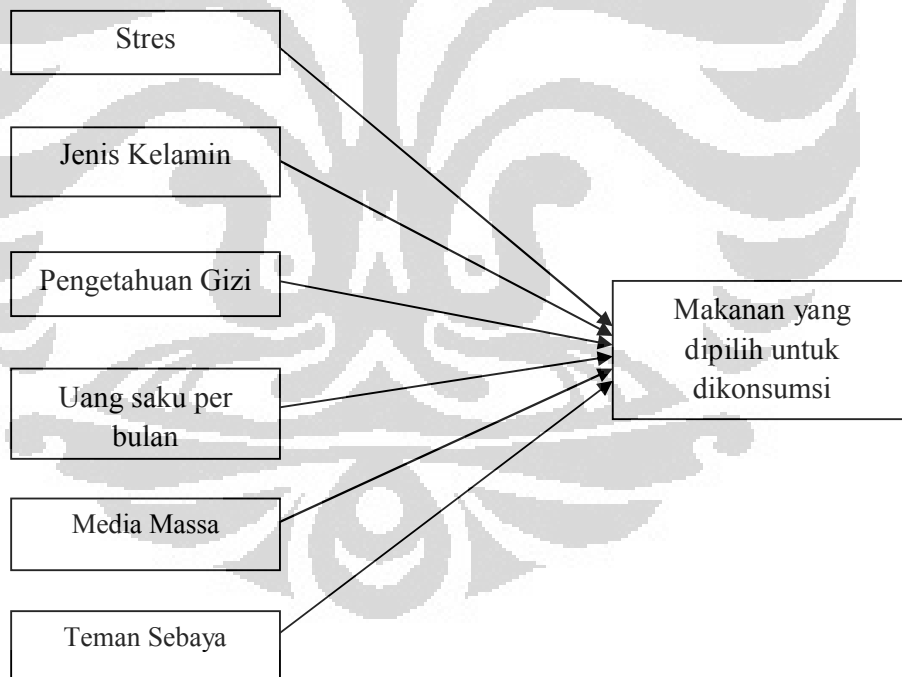 Stres
Jenis Kelamin
Pengetahuan Gizi
Uang saku per
bulan
Media Massa
Teman Sebaya
Makanan yang
dipilih untuk
dikonsumsi